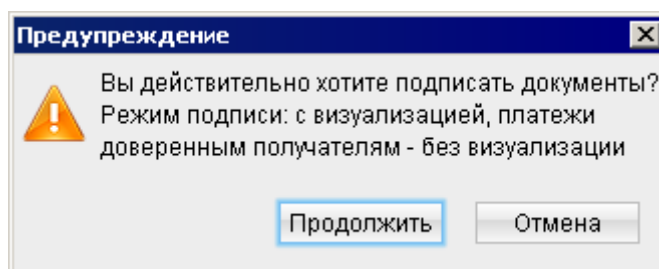 Предупреждение
Вы действительно хотите подписать документы?
Режим подписи: с визуализацией, платежи
доверенным получателям - без визуализации
Продолжить Отмена